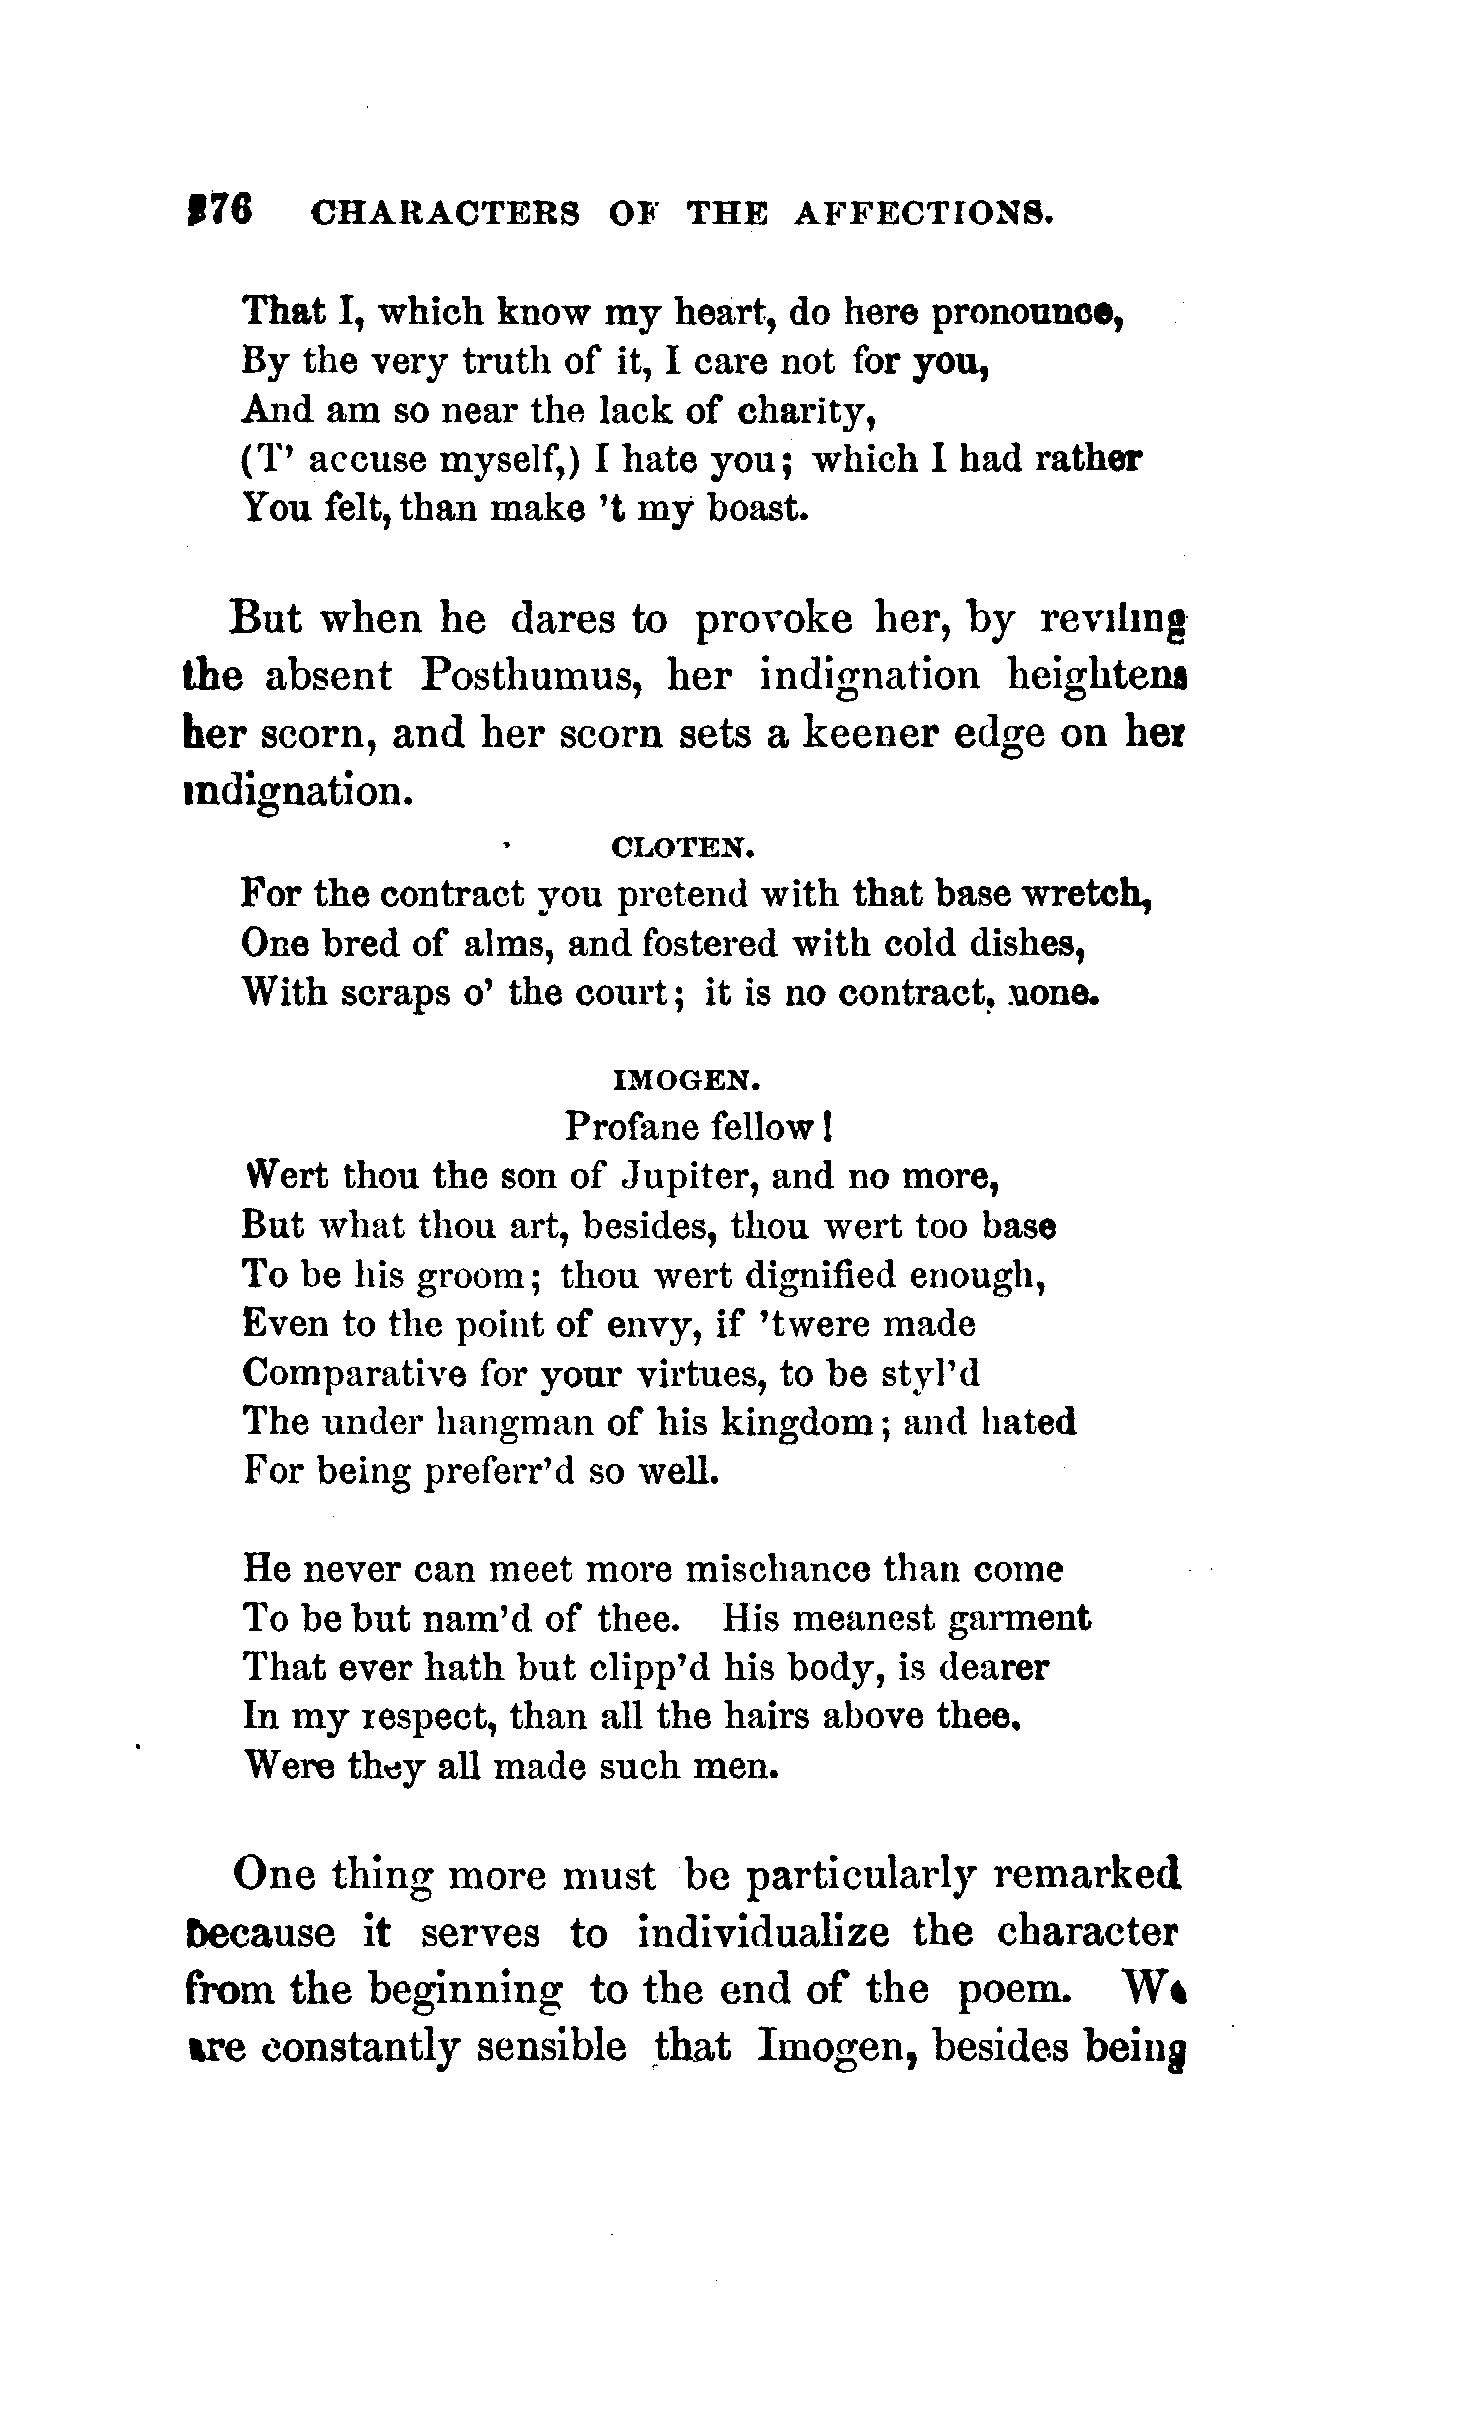 276 CHARACTERS OF THE AFFECTIONS.
That I, which know my heart, do here pronounce,
By the very truth of it, I care not for you,
And am so near the lack of charity,
(T' accuse myself,) I hate you; which I had rather
You felt, than make 't my boast.
But when he dares to provoke her, by reviling
the absent Posthumus, her indignation heightens
her scorn, and her scorn sets a keener edge on her
indignation.
CLOTEN.
For the contract you pretend with that base wretch,
One bred of alms, and fostered with cold dishes,
With scraps o' the court; it is no contract, none.
IMOGEN.
Profane fellow!
Wert thou the son of Jupiter, and no more,
But what thou art, besides, thou wert too base
To be his groom; thou wert dignified enough,
Even to the point of envy, if 'twere made
Comparative for your virtues, to be styl'd
The under hangman of his kingdom; and hated
For being preferr'd so well.
He never can meet more mischance than come
To be but nam'd of thee. His meanest garment
That ever hath but clipp'd his body, is dearer
In my respect, than all the hairs above thee,
Were they all made such men.
One thing more must be particularly remarked
because it serves to individualize the character
from the beginning to the end of the poem. We
are constantly sensible that Imogen, besides being